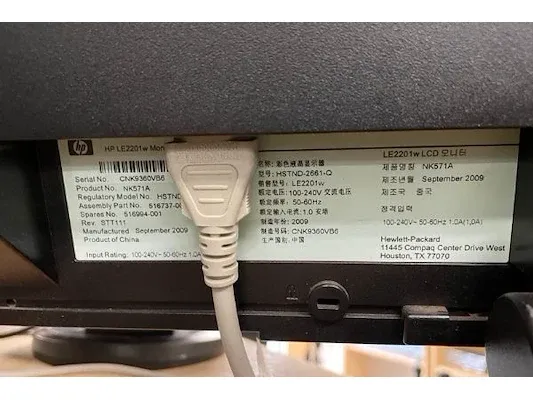 hp
HP LE2201w Mon
Serial No. CNK9360VB6
Product No. NK571A
Regulatory Model No. HSTND
Assembly Part No. 516737-00
Spares No. 516994-001
Rev. STT111
Manufactured September 2009
Product of China
Input Rating: 100-240V~ 50-60Hz 1.
名称: 彩色液晶显示器
型号: HSTND-2661-Q
销售型号: LE2201w
额定电压: 100-240V 交流电压
额定频率: 50-60Hz
额定输入电流: 1.0 安培
制造年份: 2009
制造号码: CNK9360VB6
生产国别: 中国
LE2201w LCD 모니터
제품명칭 NK571A
제조년월 September 2009
제조국 중국
정격입력
100-240V~ 50-60Hz 1.0A(1,0A)
Hewlett-Packard
11445 Compaq Center Drive West
Houston, TX 77070